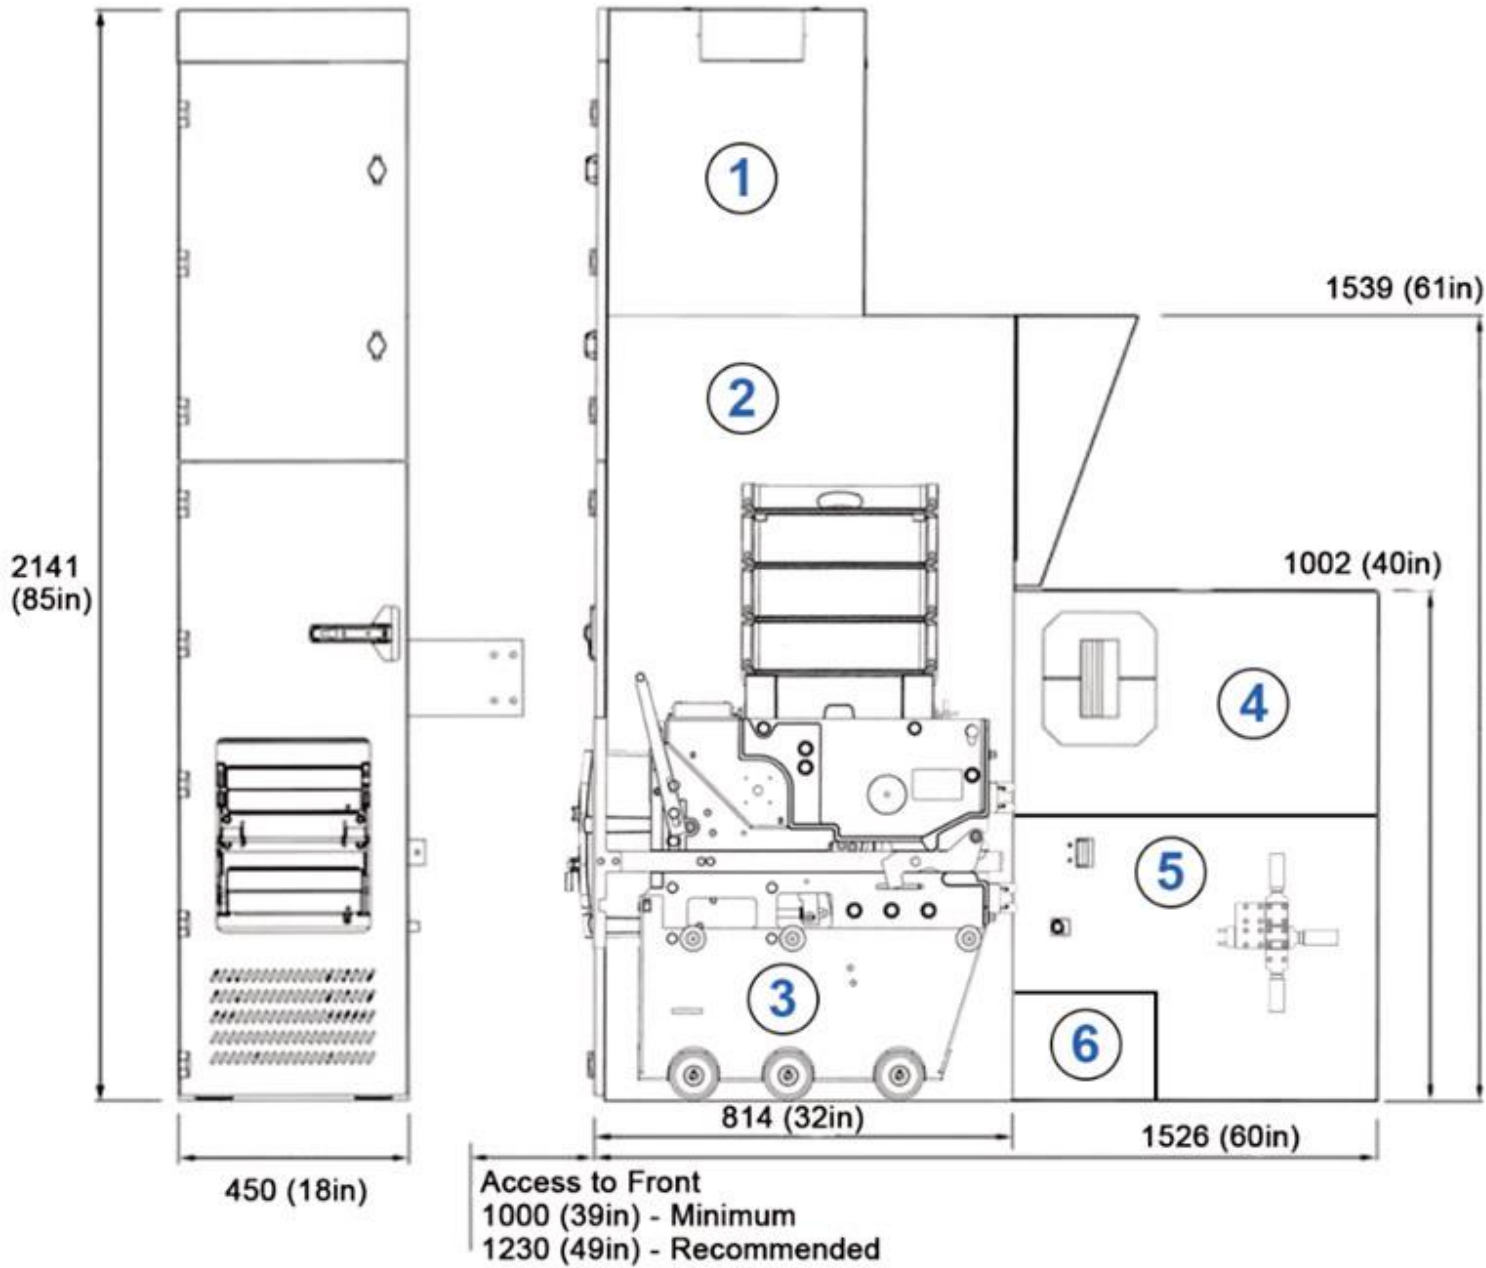 1
1539 (61in)
2
2141
(85in)
1002 (40in)
4
5
3
6
814 (32in)
1526 (60in)
450 (18in)
Access to Front
1000 (39in) - Minimum
1230 (49in) - Recommended